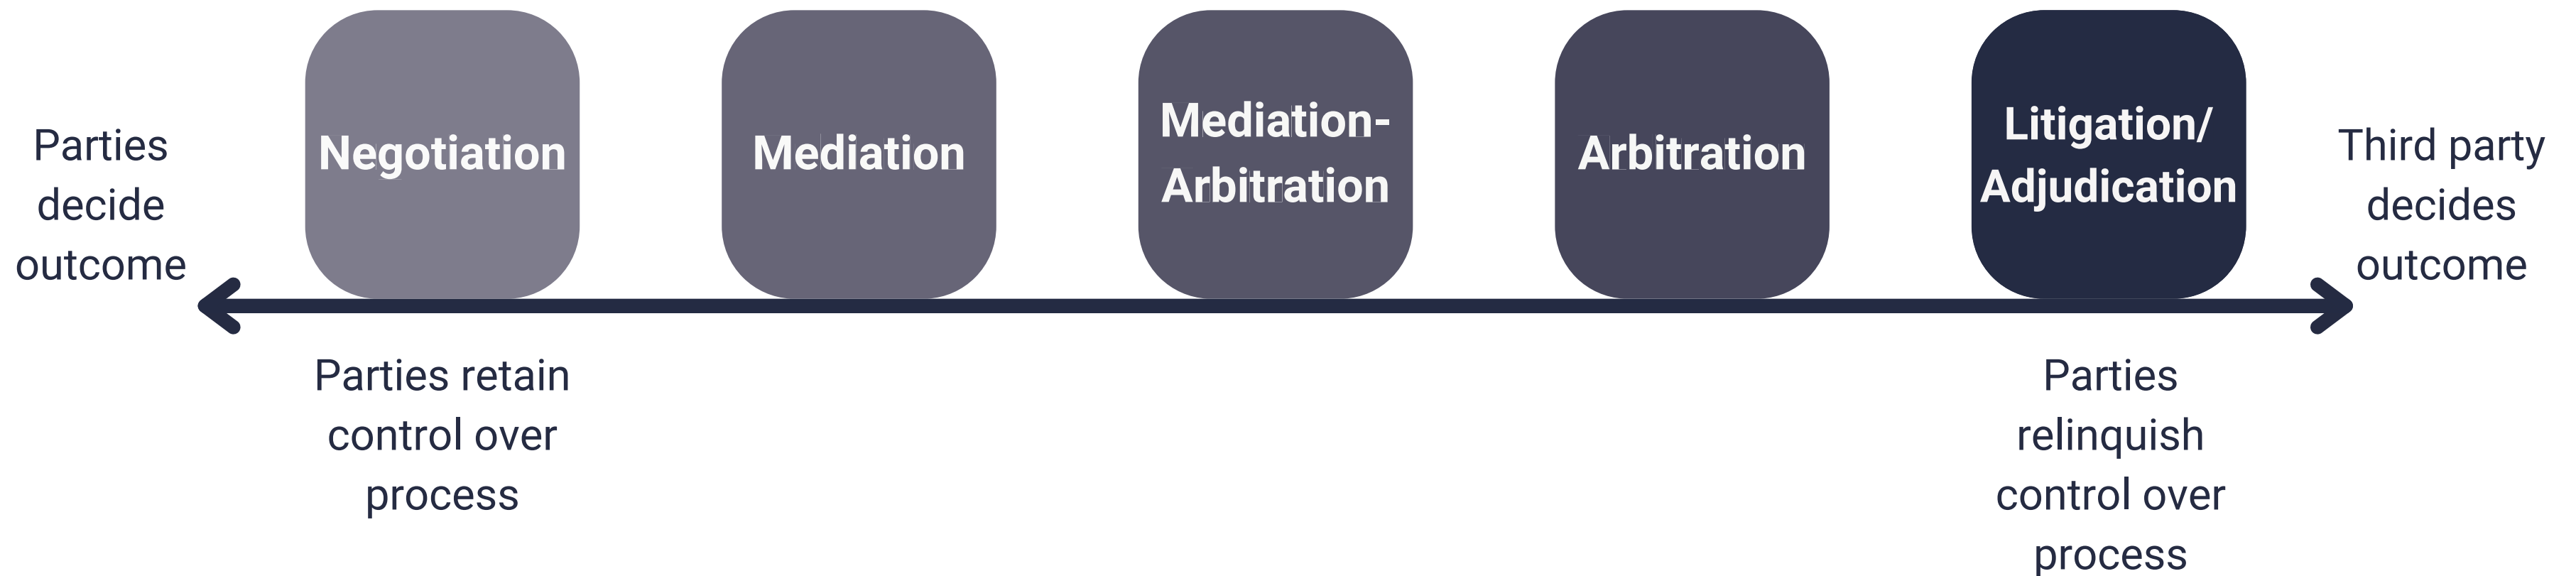 Parties
decide
outcome
Negotiation
Mediation
Mediation-
Arbitration
Arbitration
Litigation/
Adjudication
Third party
decides
outcome
Parties retain
control over
process
Parties
relinquish
control over
process